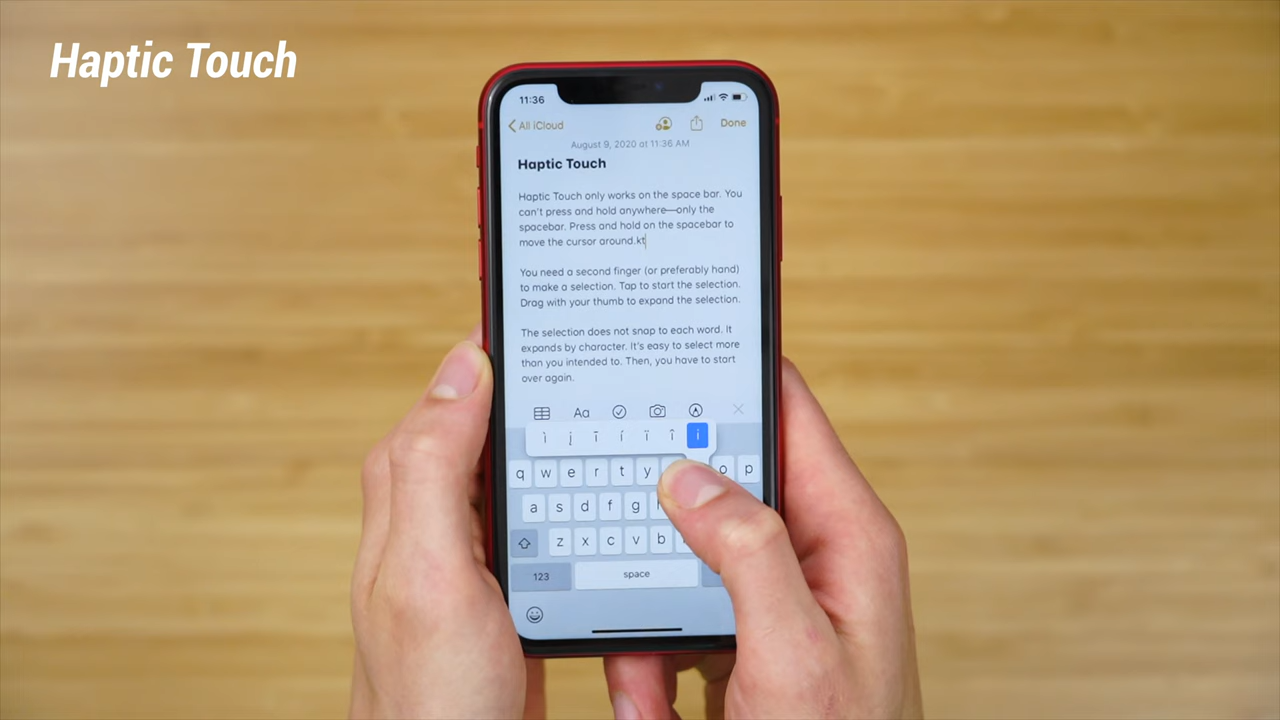 Haptic Touch
11:36
All iCloud
Done
August 9, 2020 at 11:36 AM
Haptic Touch
Haptic Touch only works on the space bar. You
can't press and hold anywhere—only the
spacebar. Press and hold on the spacebar to
move the cursor around.kt
You need a second finger (or preferably hand)
to make a selection. Tap to start the selection.
Drag with your thumb to expand the selection.
The selection does not snap to each word. It
expands by character. It's easy to select more
than you intended to. Then, you have to start
over again.
Aa
ì į ī í ï î i
q w e r t y o p
a s d f g
z x c v b
123 space